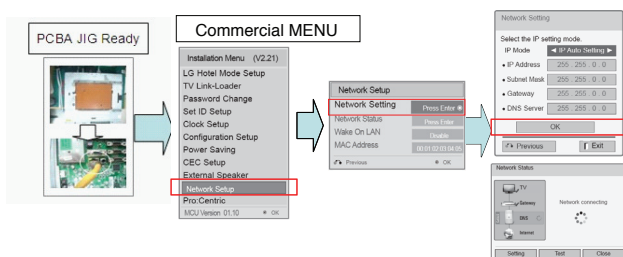 PCBA JIG Ready
Commercial MENU
Installation Menu (V2.21)
LG Hotel Mode Setup
TV Link-Loader
Password Change
Set ID Setup
Clock Setup
Configuration Setup
Power Saving
CEC Setup
External Speaker
Network Setup
Pro:Centric
MCU Version 01.10 OK
Network Setup
Network Setting Press Enter
Network Status Press Enter
Wake On LAN Disable
MAC Address 00:01:02:03:04:05
Previous OK
Network Setting
Select the IP setting mode.
IP Mode ◄ IP Auto Setting ►
• IP Address 255 . 255 . 0 . 0
• Subnet Mask 255 . 255 . 0 . 0
• Gateway 255 . 255 . 0 . 0
• DNS Server 255 . 255 . 0 . 0
OK
Previous Exit
Network Status
TV
Gateway
DNS
Internet
Network connecting
Setting Test Close